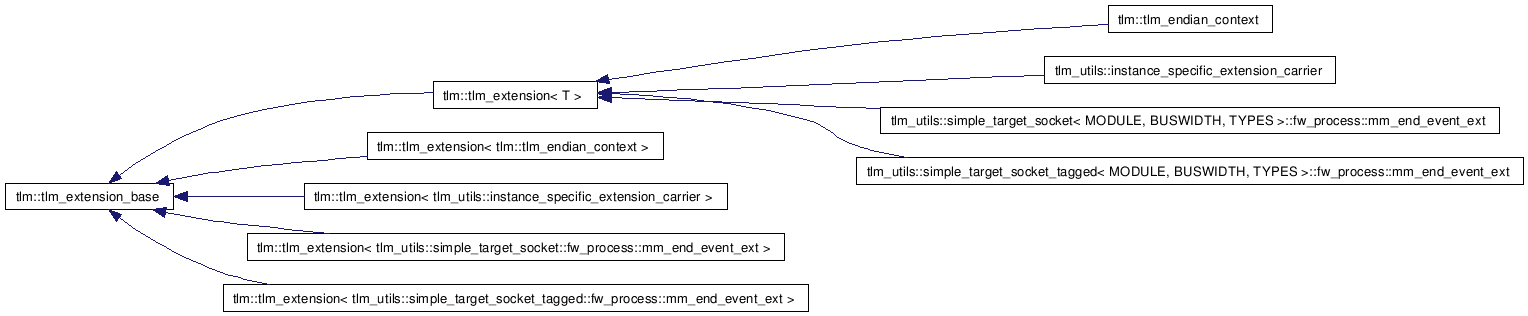 tlm::tlm_endian_context
tlm_utils::instance_specific_extension_carrier
tlm::tlm_extension< T >
tlm_utils::simple_target_socket< MODULE, BUSWIDTH, TYPES >::fw_process::mm_end_event_ext
tlm::tlm_extension< tlm::tlm_endian_context >
tlm_utils::simple_target_socket_tagged< MODULE, BUSWIDTH, TYPES >::fw_process::mm_end_event_ext
tlm::tlm_extension_base
tlm::tlm_extension< tlm_utils::instance_specific_extension_carrier >
tlm::tlm_extension< tlm_utils::simple_target_socket::fw_process::mm_end_event_ext >
tlm::tlm_extension< tlm_utils::simple_target_socket_tagged::fw_process::mm_end_event_ext >